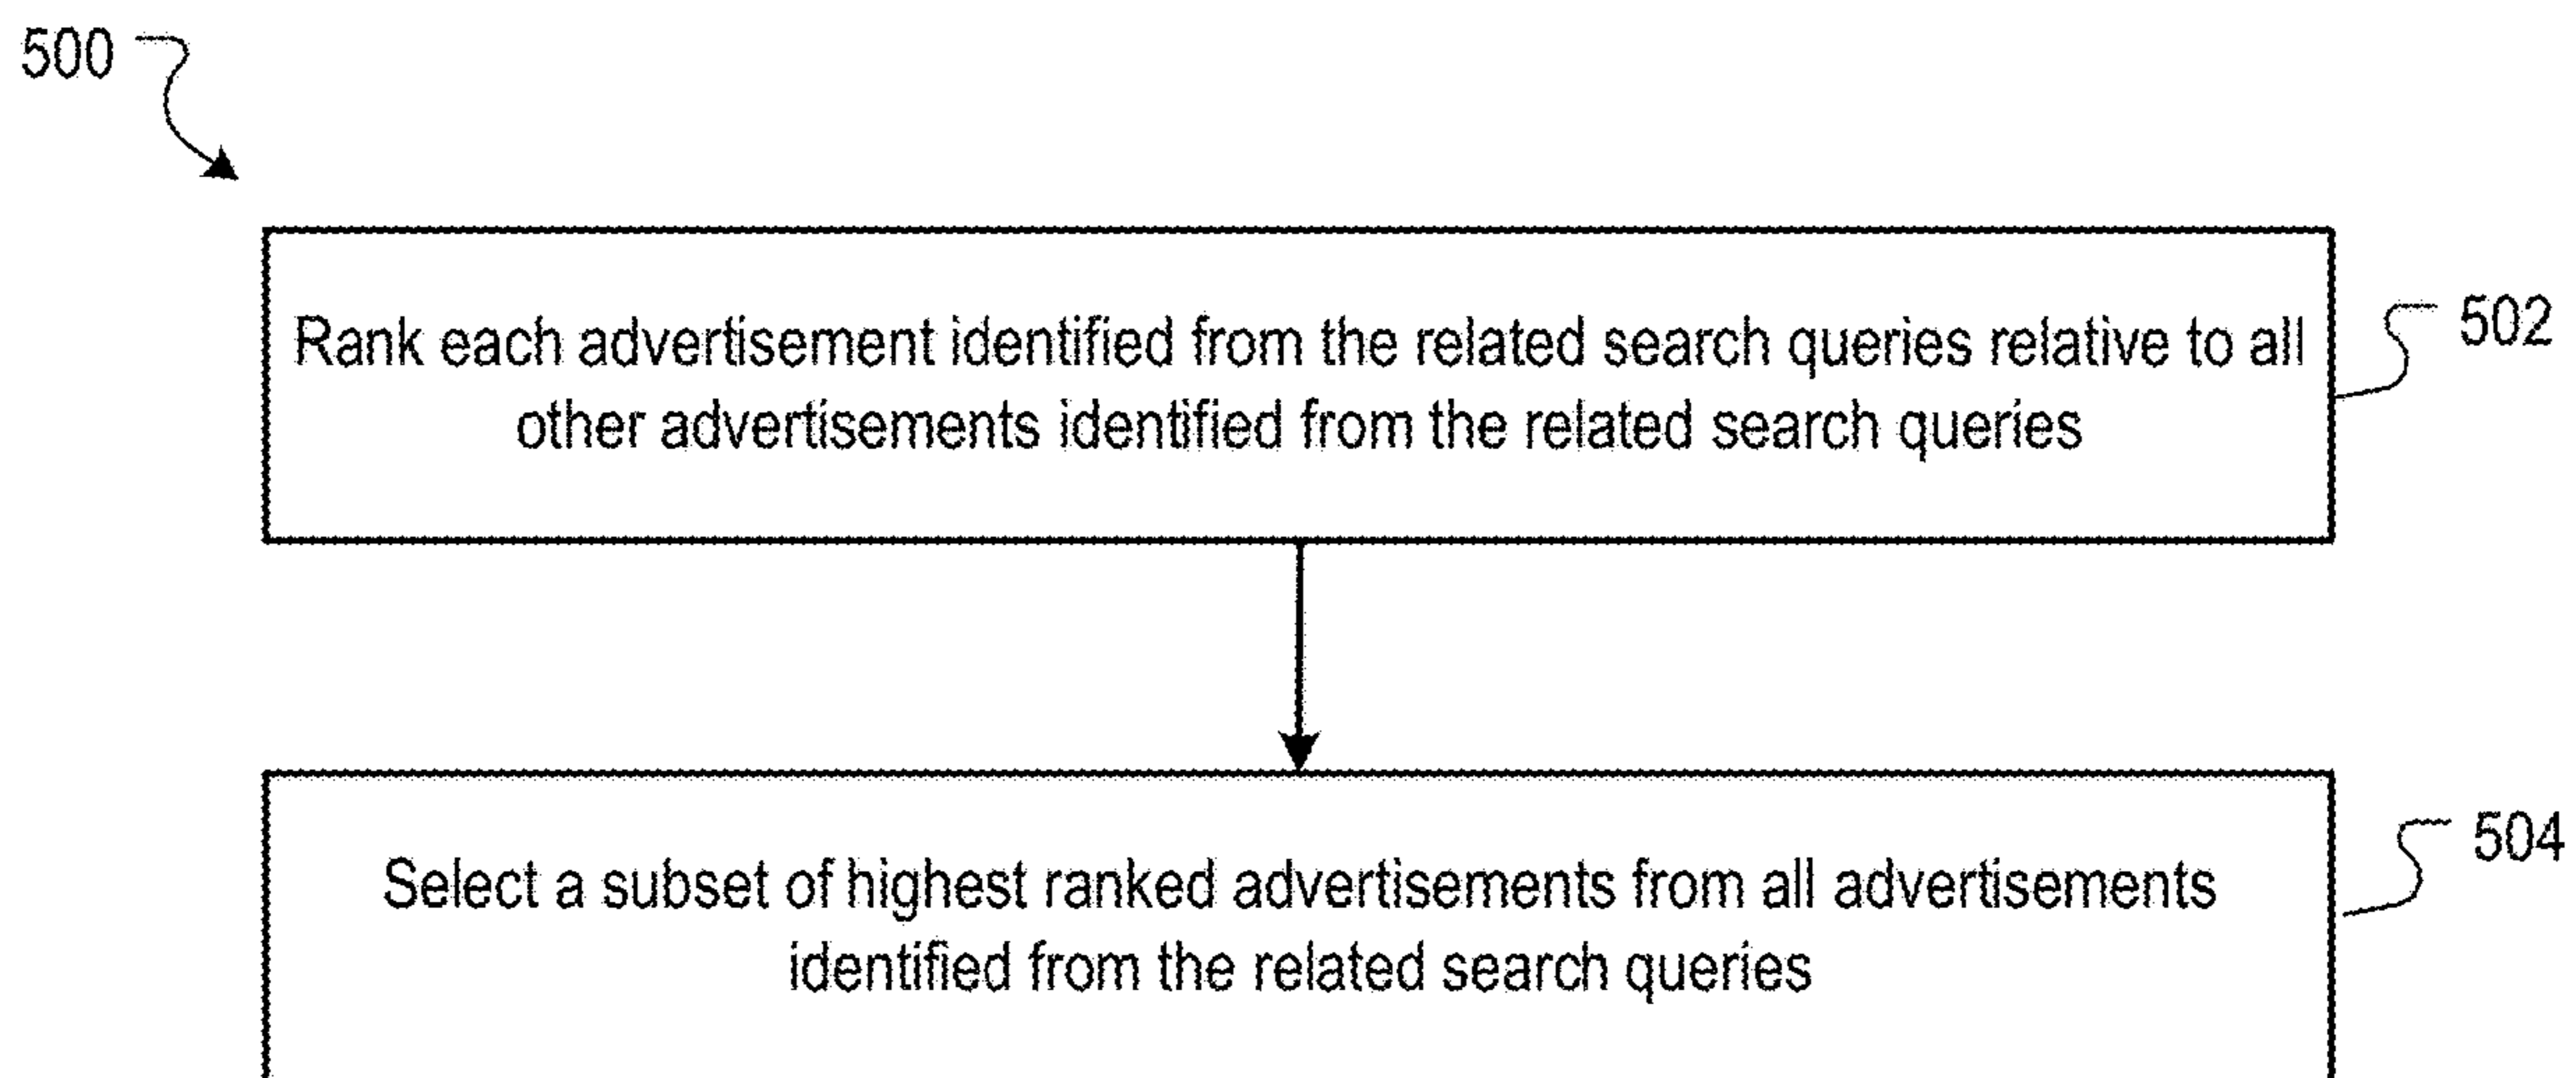 500
Rank each advertisement identified from the related search queries relative to all
other advertisements identified from the related search queries
502
Select a subset of highest ranked advertisements from all advertisements
identified from the related search queries
504